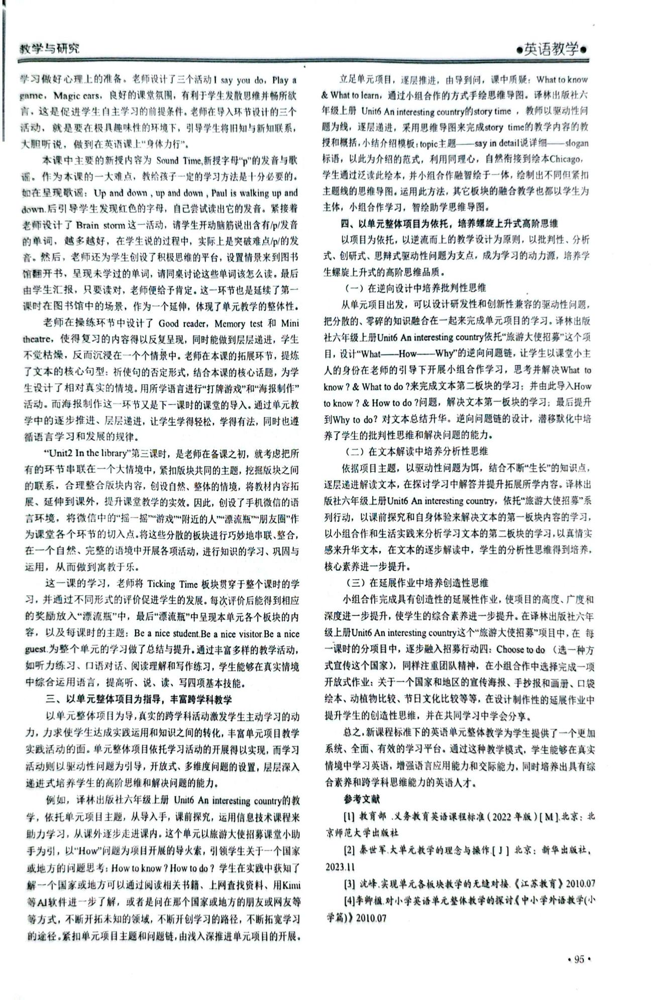 教学与研究
●英语教学●
学习做好心理上的准备。老师设计了三个活动I say you do，Play a
game，Magic ears，良好的课堂氛围，有利于学生发散思维并畅所欲
言，这是促进学生自主学习的前提条件。老师在导入环节设计的三个
活动，就是要在极具趣味性的环境下，引导学生将旧知与新知联系，
大胆听说，做到在英语课上“身体力行”。
本课中主要的新授内容为 Sound Time,新授字母“p”的发音与歌
谣。作为本课的一大难点，教给孩子一定的学习方法是十分必要的。
如在呈现歌谣：Up and down , up and down , Paul is walking up and
down.后引导学生发现红色的字母，自己尝试读出它的发音。紧接着
老师设计了 Brain storm 这一活动，请学生开动脑筋说出含有/p/发音
的单词，越多越好，在学生说的过程中，实际上是突破难点/p/的发
音。然后，老师还为学生创设了积极思维的平台，设置情景来到图书
馆翻开书，呈现未学过的单词，请同桌讨论这些单词该怎么读。最后
由学生汇报，只要读对，老师便给予肯定。这一环节也是延续了第一
课时在图书馆中的场景，作为一个延伸，体现了单元教学的整体性。
老师在操练环节中设计了 Good reader，Memory test 和 Mini
theatre，使得复习的内容得以反复呈现，同时能做到层层递进，学生
不觉枯燥，反而沉浸在一个个情景中。老师在本课的拓展环节，提炼
了文本的核心句型：祈使句的否定形式，结合本课的核心话题，为学
生设计了相对真实的情境。用所学语言进行“打牌游戏”和“海报制作”
活动。而海报制作这一环节又是下一课时的课堂的导入。通过单元教
学中的逐步推进、层层递进，让学生学得轻松，学得有法，同时也遵
循语言学习和发展的规律。
“Unit2 In the library”第三课时，是老师在备课之初，就考虑把所
有的环节串联在一个大情境中，紧扣版块共同的主题，挖掘版块之间
的联系，合理整合版块内容，创设自然、整体的情境，将教材内容拓
展、延伸到课外，提升课堂教学的实效。因此，创设了手机微信的语
言环境，将微信中的“摇一摇”“游戏”“附近的人”“漂流瓶”“朋友圈”作
为课堂各个环节的切入点。将这些分散的板块进行巧妙地串联、整合，
在一个自然、完整的语境中开展各项活动，进行知识的学习、巩固与
运用，从而做到寓教于乐。
这一课的学习，老师将 Ticking Time 板块贯穿于整个课时的学
习，并通过不同形式的评价促进学生的发展。每次评价后能得到相应
的奖励放入“漂流瓶”中，最后“漂流瓶”中呈现本单元各个板块的内
容，以及每课时的主题：Be a nice student.Be a nice visitor.Be a nice
guest.为整个单元的学习做了总结与提升。通过丰富多样的教学活动，
如听力练习、口语对话、阅读理解和写作练习，学生能够在真实情境
中综合运用语言，提高听、说、读、写四项基本技能。
三、以单元整体项目为指导，丰富跨学科教学
以单元整体项目为导，真实的跨学科活动激发学生主动学习的动
力，力求使学生达成实践运用和知识之间的转化，丰富单元项目教学
实践活动的面。单元整体项目依托学习活动的开展得以实现，而学习
活动则以驱动性问题为引导，开放式、多维度问题的设置，层层深入
递进式培养学生的高阶思维和解决问题的能力。
例如，译林出版社六年级上册 Unit6 An interesting country的教
学，依托单元项目主题，从导入手，课前探究，运用信息技术课程来
助力学习，从课外逐步走进课内。这个单元以旅游大使招募课堂小助
手为引，以“How”问题为项目开展的导火索，引领学生关于一个国家
或地方的问题思考：How to know？How to do？学生在实践中获知了
解一个国家或地方可以通过阅读相关书籍、上网查找资料、用Kimi
等AI软件进一步了解，或者是问在那个国家或地方的朋友或网友等
等方式，不断开拓未知的领域，不断开创学习的路径，不断拓宽学习
的途径。紧扣单元项目主题和问题链，由浅入深推进单元项目的开展。
立足单元项目，逐层推进，由导到问，课中质疑：What to know
& What to learn，通过小组合作的方式手绘思维导图。译林出版社六
年级上册 Unit6 An interesting country的story time ，教师以驱动性问
题为线，逐层递进，采用思维导图来完成story time的教学内容的教
授和概括，小结介绍模板：topic主题——say in detail说详细——slogan
标语，以此为介绍的范式，利用同理心，自然衔接到绘本Chicago，
学生通过泛读此绘本，并小组合作融智绘于一体，绘制出不同但紧扣
主题线的思维导图。运用此方法，其它板块的融合教学也都以学生为
主体，小组合作学习，智绘助学思维导图。
四、以单元整体项目为依托，培养螺旋上升式高阶思维
以项目为依托，以逆流而上的教学设计为原则，以批判性、分析
式、创研式、思辩式驱动性问题为支点，成为学习的动力源，培养学
生螺旋上升式的高阶思维品质。
（一）在逆向设计中培养批判性思维
从单元项目出发，可以设计研发性和创新性兼容的驱动性问题，
把分散的、零碎的知识融合在一起来完成单元项目的学习。译林出版
社六年级上册Unit6 An interesting country依托“旅游大使招募”这个项
目，设计“What——How——Why”的逆向问题链，让学生以课堂小主
人的身份在老师的引导下开展小组合作学习，思考并解决What to
know？& What to do ?来完成文本第二板块的学习；并由此导入How
to know？& How to do ?问题，解决文本第一板块的学习；最后提升
到Why to do？对文本总结升华。逆向问题链的设计，潜移默化中培
养了学生的批判性思维和解决问题的能力。
（二）在文本解读中培养分析性思维
依据项目主题，以驱动性问题为饵，结合不断“生长”的知识点，
逐层递进解读文本，在探讨学习中解答并提升拓展所学内容。译林出
版社六年级上册Unit6 An interesting country，依托“旅游大使招募”系
列行动，以课前探究和自身体验来解决文本的第一板块内容的学习，
以小组合作和生活实践来分析学习文本的第二板块的学习，以真情实
感来升华文本，在文本的逐步解读中，学生的分析性思维得到培养，
核心素养进一步提升。
（三）在延展作业中培养创造性思维
小组合作完成具有创造性的延展性作业，使项目的高度、广度和
深度进一步提升，使学生的综合素养进一步提升。在译林出版社六年
级上册Unit6 An interesting country这个“旅游大使招募”项目中，在 每
一课时的分项目中，逐步融入招募行动四：Choose to do （选一种方
式宣传这个国家），同样注重团队精神，在小组合作中选择完成一项
开放式作业：关于一个国家和地区的宣传海报、手抄报和画册、口袋
绘本、动植物比较、节日文化比较等等，在设计制作性的延展作业中
提升学生的创造性思维，并在共同学习中学会分享。
总之，新课程标准下的英语单元整体教学为学生提供了一个更加
系统、全面、有效的学习平台。通过这种教学模式，学生能够在真实
情境中学习英语，增强语言应用能力和交际能力，同时培养出具有综
合素养和跨学科思维能力的英语人才。
参考文献
[1] 教育部 .义务教育英语课程标准（2022 年版）[M].北京：北
京师范大学出版社
[2] 秦世军.大单元教学的理念与操作.[J] 北京：新华出版社，
2023.11
[3] 沈峰.实现单元各板块教学的无缝对接.《江苏教育》2010.07
[4]李卿楹.对小学英语单元整体教学的探讨.《中小学外语教学(小
学篇)》2010.07
·95·